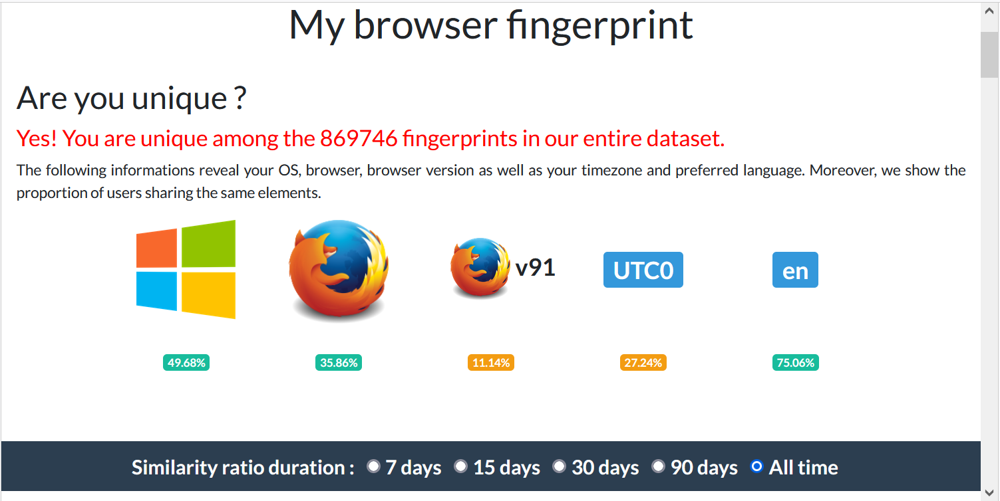 My browser fingerprint
Are you unique ?
Yes! You are unique among the 869746 fingerprints in our entire dataset.
The following informations reveal your OS, browser, browser version as well as your timezone and preferred language. Moreover, we show the
proportion of users sharing the same elements.
v91 UTC0 en
49.68% 35.86% 11.14% 27.24% 75.06%
Similarity ratio duration : 7 days 15 days 30 days 90 days All time